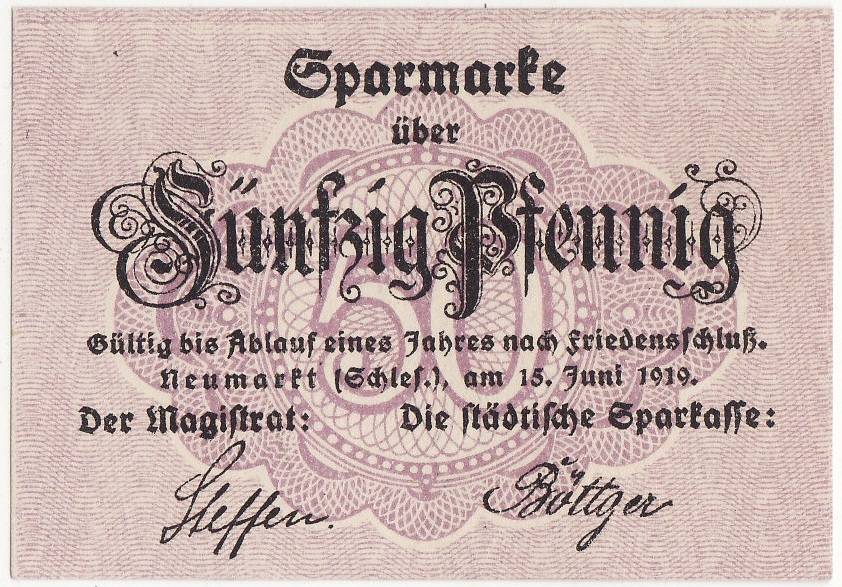 Sparmarke
über
Fünfzig Pfennig
50
Gültig bis Ablauf eines Jahres nach Friedensschluß.
Neumarkt (Schles.), am 15. Juni 1919.
Der Magistrat: Die städtische Sparkasse:
Steffen. Böttger